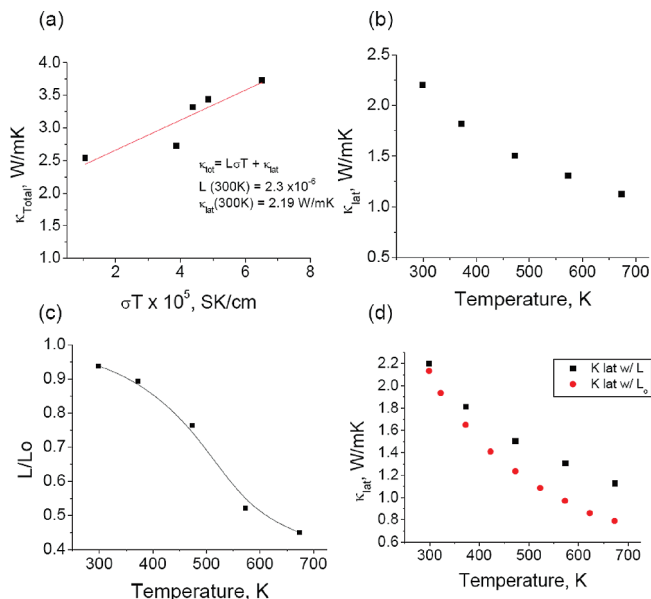 (a)
4.0
3.5
3.0
2.5
2.0
1.5
1.0
κTotal, W/mK
κtot= LσT + κlat
L (300K) = 2.3 x10-6
κlat(300K) = 2.19 W/mK
2 4 6 8
σT x 10⁵, SK/cm
(b)
2.5
2.0
1.5
1.0
0.5
κlat, W/mK
300 400 500 600 700
Temperature, K
(c)
1.0
0.9
0.8
0.7
0.6
0.5
0.4
L/Lo
300 400 500 600 700
Temperature, K
(d)
2.2
2.0
1.8
1.6
1.4
1.2
1.0
0.8
0.6
κlat, W/mK
K lat w/ L
K lat w/ Lo
300 400 500 600 700
Temperature, K